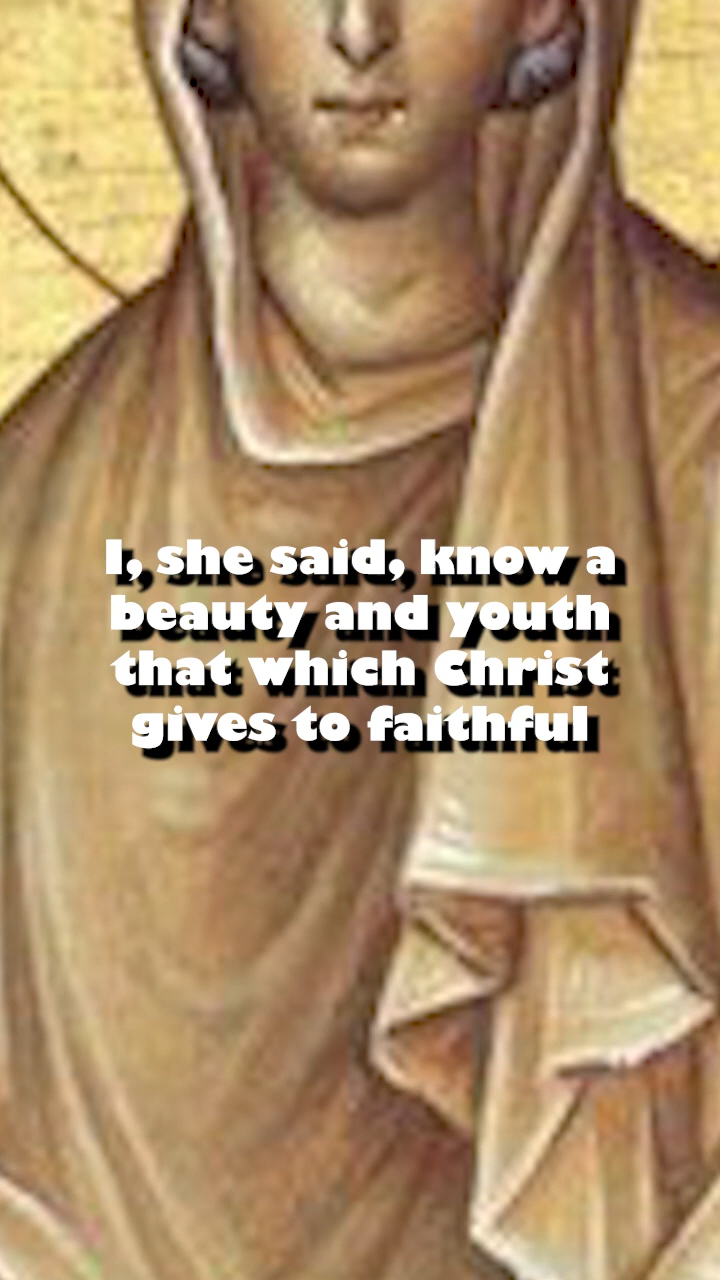 I, she said, know a
beauty and youth
that which Christ
gives to faithful